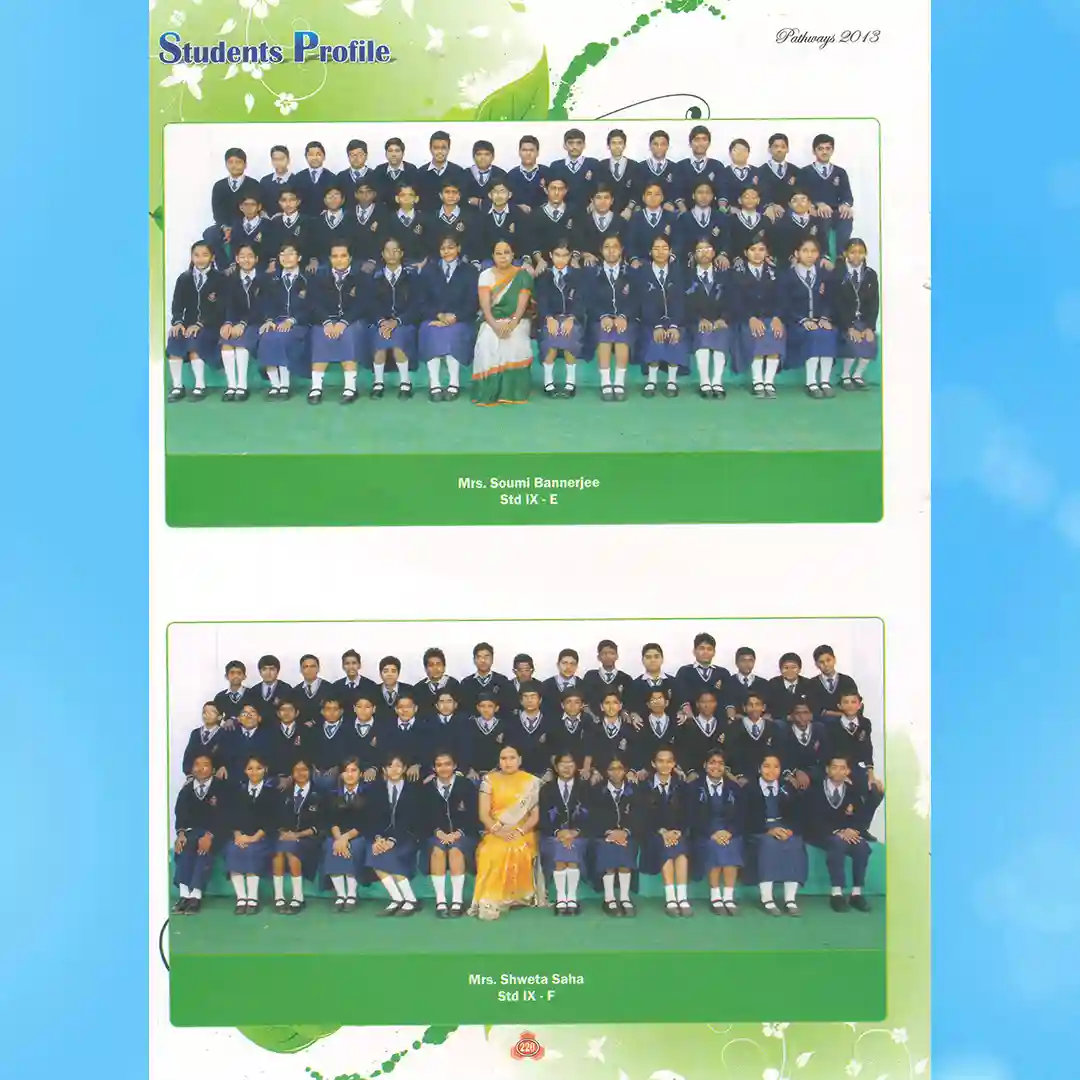 Students Profile
Pathways 2013
Mrs. Soumi Bannerjee
Std IX - E
Mrs. Shweta Saha
Std IX - F
220